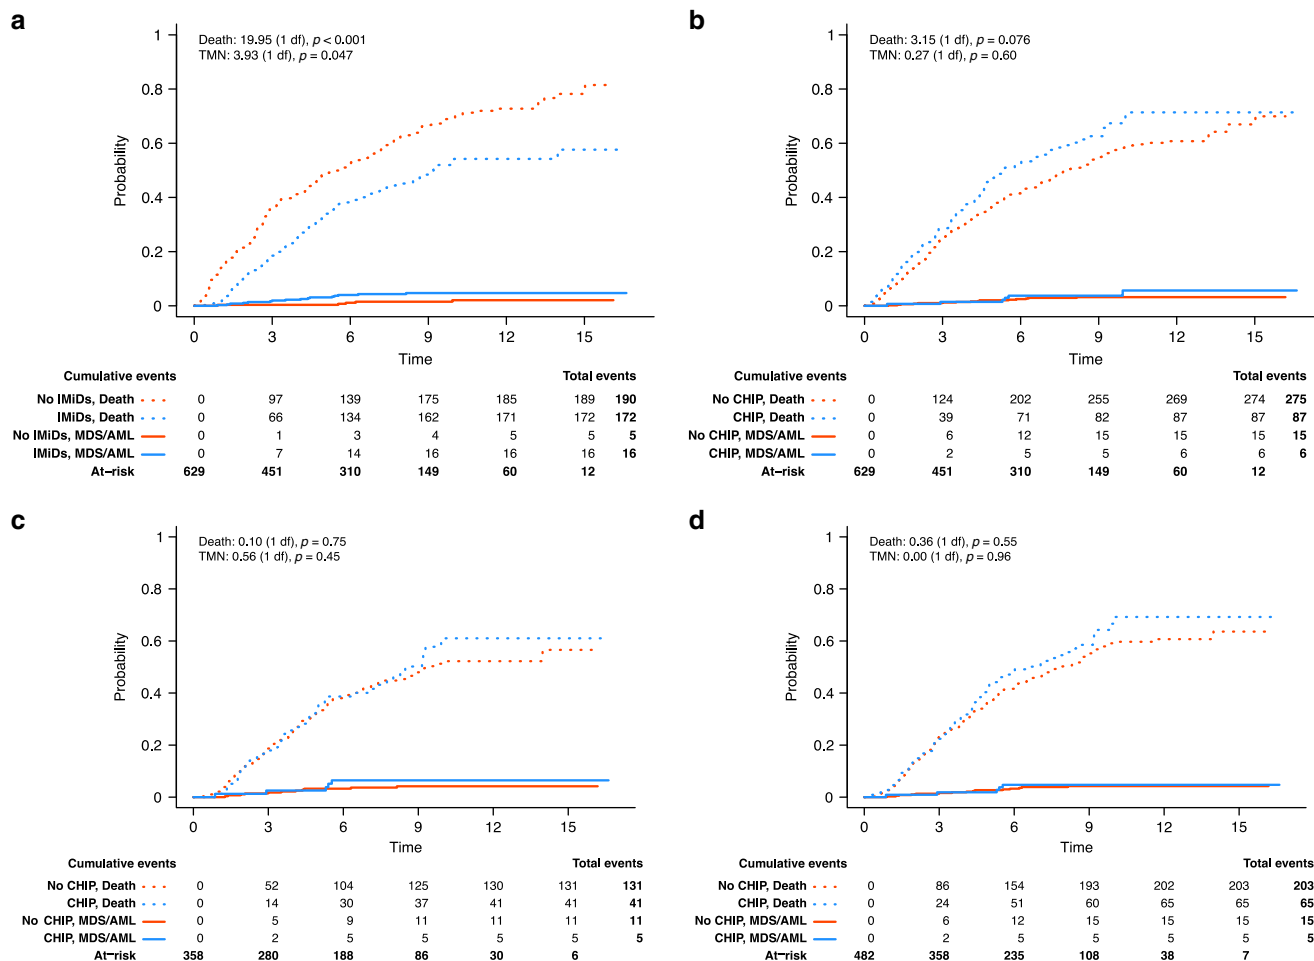 a
Death: 19.95 (1 df), p < 0.001
TMN: 3.93 (1 df), p = 0.047
1
0.8
0.6
0.4
0.2
0
Probability
0 3 6 9 12 15
Time
Cumulative events Total events
No IMiDs, Death 0 97 139 175 185 189 190
IMiDs, Death 0 66 134 162 171 172 172
No IMiDs, MDS/AML 0 1 3 4 5 5 5
IMiDs, MDS/AML 0 7 14 16 16 16 16
At–risk 629 451 310 149 60 12
b
Death: 3.15 (1 df), p = 0.076
TMN: 0.27 (1 df), p = 0.60
1
0.8
0.6
0.4
0.2
0
Probability
0 3 6 9 12 15
Time
Cumulative events Total events
No CHIP, Death 0 124 202 255 269 274 275
CHIP, Death 0 39 71 82 87 87 87
No CHIP, MDS/AML 0 6 12 15 15 15 15
CHIP, MDS/AML 0 2 5 5 6 6 6
At–risk 629 451 310 149 60 12
c
Death: 0.10 (1 df), p = 0.75
TMN: 0.56 (1 df), p = 0.45
1
0.8
0.6
0.4
0.2
0
Probability
0 3 6 9 12 15
Time
Cumulative events Total events
No CHIP, Death 0 52 104 125 130 131 131
CHIP, Death 0 14 30 37 41 41 41
No CHIP, MDS/AML 0 5 9 11 11 11 11
CHIP, MDS/AML 0 2 5 5 5 5 5
At–risk 358 280 188 86 30 6
d
Death: 0.36 (1 df), p = 0.55
TMN: 0.00 (1 df), p = 0.96
1
0.8
0.6
0.4
0.2
0
Probability
0 3 6 9 12 15
Time
Cumulative events Total events
No CHIP, Death 0 86 154 193 202 203 203
CHIP, Death 0 24 51 60 65 65 65
No CHIP, MDS/AML 0 6 12 15 15 15 15
CHIP, MDS/AML 0 2 5 5 5 5 5
At–risk 482 358 235 108 38 7